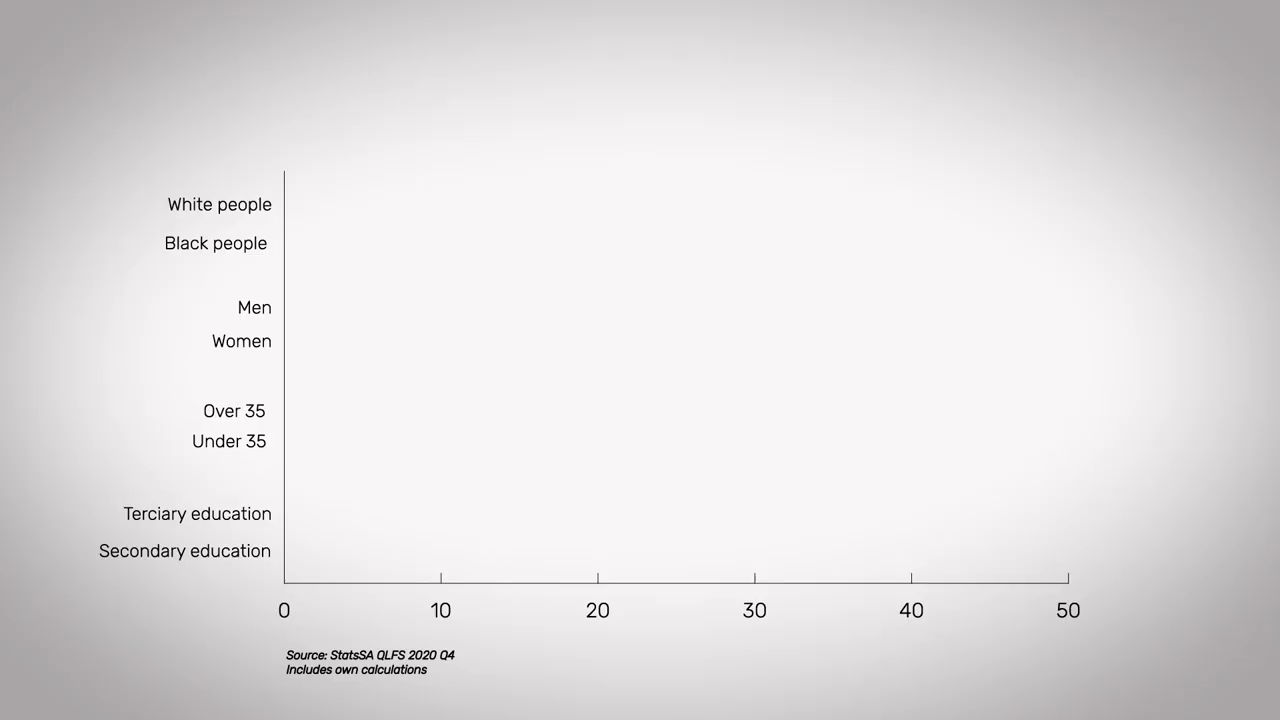 White people
Black people
Men
Women
Over 35
Under 35
Terciary education
Secondary education
0 10 20 30 40 50
Source: StatsSA QLFS 2020 Q4
Includes own calculations